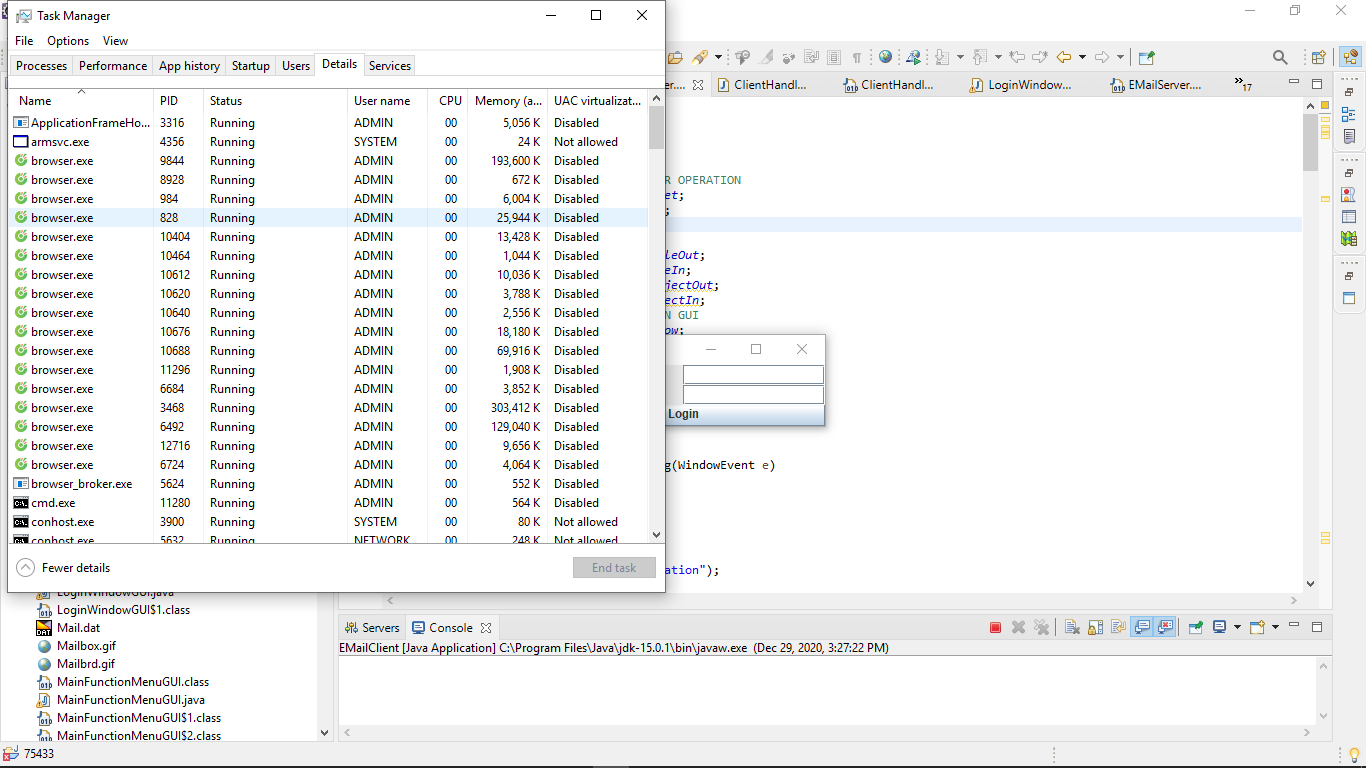 Task Manager
File Options View
Processes Performance App history Startup Users Details Services
Name PID Status User name CPU Memory (a... UAC virtualizat...
ApplicationFrameHo... 3316 Running ADMIN 00 5,056 K Disabled
armsvc.exe 4356 Running SYSTEM 00 24 K Not allowed
browser.exe 9844 Running ADMIN 00 193,600 K Disabled
browser.exe 8928 Running ADMIN 00 672 K Disabled
browser.exe 984 Running ADMIN 00 6,004 K Disabled
browser.exe 828 Running ADMIN 00 25,944 K Disabled
browser.exe 10404 Running ADMIN 00 13,428 K Disabled
browser.exe 10464 Running ADMIN 00 1,044 K Disabled
browser.exe 10612 Running ADMIN 00 10,036 K Disabled
browser.exe 10620 Running ADMIN 00 3,788 K Disabled
browser.exe 10640 Running ADMIN 00 2,556 K Disabled
browser.exe 10676 Running ADMIN 00 18,180 K Disabled
browser.exe 10688 Running ADMIN 00 69,916 K Disabled
browser.exe 11296 Running ADMIN 00 1,908 K Disabled
browser.exe 6684 Running ADMIN 00 3,852 K Disabled
browser.exe 3468 Running ADMIN 00 303,412 K Disabled
browser.exe 6492 Running ADMIN 00 129,040 K Disabled
browser.exe 12716 Running ADMIN 00 9,656 K Disabled
browser.exe 6724 Running ADMIN 00 4,064 K Disabled
browser_broker.exe 5624 Running ADMIN 00 552 K Disabled
cmd.exe 11280 Running ADMIN 00 564 K Disabled
conhost.exe 3900 Running SYSTEM 00 80 K Not allowed
conhost.exe 5632 Running NETWORK 00 248 K Not allowed
Fewer details End task
er.... ClientHandl... ClientHandl... LoginWindow... EMailServer.... »17
R OPERATION
et;
;
leOut;
eIn;
jectOut;
ectIn;
N GUI
ow;
Login
g(WindowEvent e)
ation");
LoginWindowGUI.java
LoginWindowGUI$1.class
Mail.dat
Mailbox.gif
Mailbrd.gif
MainFunctionMenuGUI.class
MainFunctionMenuGUI.java
MainFunctionMenuGUI$1.class
MainFunctionMenuGUI$2.class
Servers Console
EMailClient [Java Application] C:\Program Files\Java\jdk-15.0.1\bin\javaw.exe (Dec 29, 2020, 3:27:22 PM)
75433